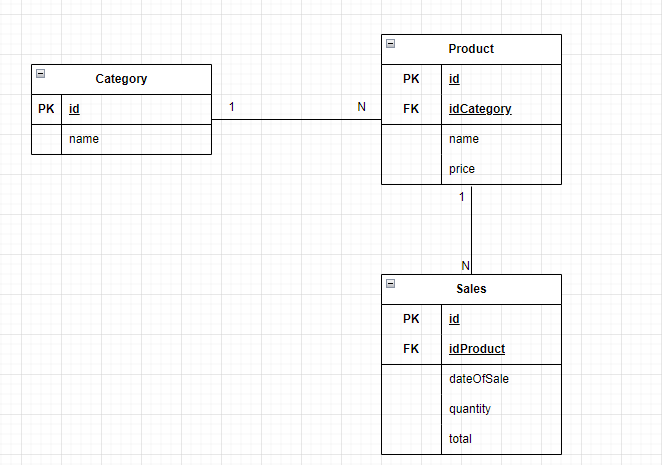 Category
PK id
name
1 N
Product
PK id
FK idCategory
name
price
1
N
Sales
PK id
FK idProduct
dateOfSale
quantity
total